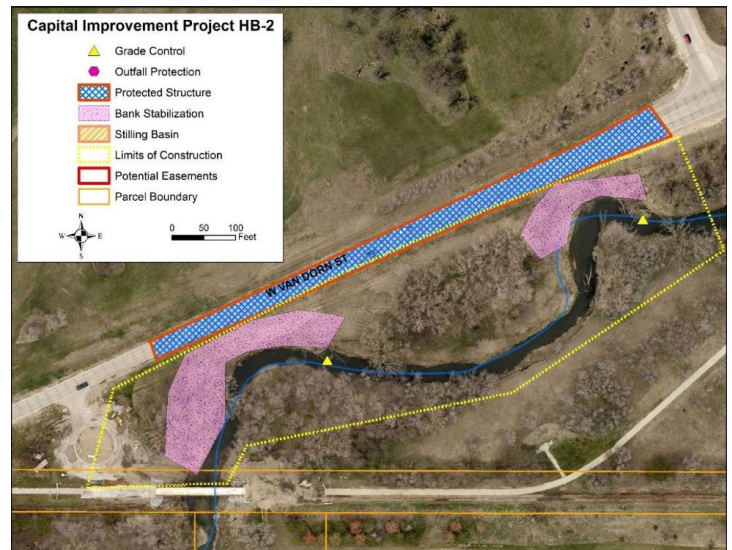 Capital Improvement Project HB-2
Grade Control
Outfall Protection
Protected Structure
Bank Stabilization
Stilling Basin
Limits of Construction
Potential Easements
Parcel Boundary
N
W E
S
0 50 100
Feet
W VAN DORN ST